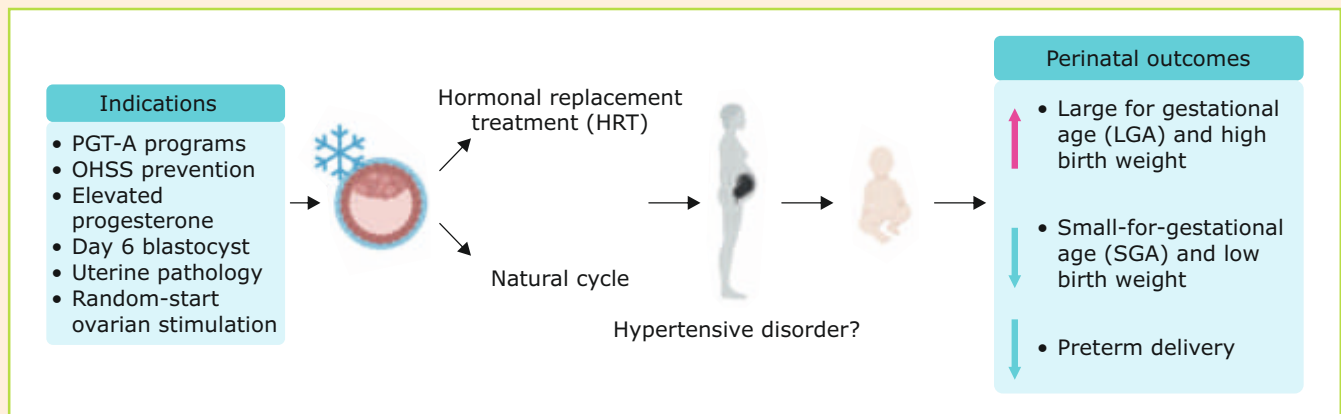 Indications
• PGT-A programs
• OHSS prevention
• Elevated
progesterone
• Day 6 blastocyst
• Uterine pathology
• Random-start
ovarian stimulation
Hormonal replacement
treatment (HRT)
Natural cycle
Hypertensive disorder?
Perinatal outcomes
• Large for gestational
age (LGA) and high
birth weight
• Small-for-gestational
age (SGA) and low
birth weight
• Preterm delivery